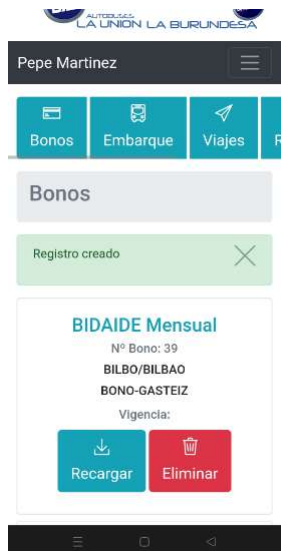 AUTOBUSES
LA UNION LA BURUNDESA
Pepe Martinez
Bonos
Embarque
Viajes
R
Bonos
Registro creado
BIDAIDE Mensual
Nº Bono: 39
BILBO/BILBAO
BONO-GASTEIZ
Vigencia:
Recargar
Eliminar